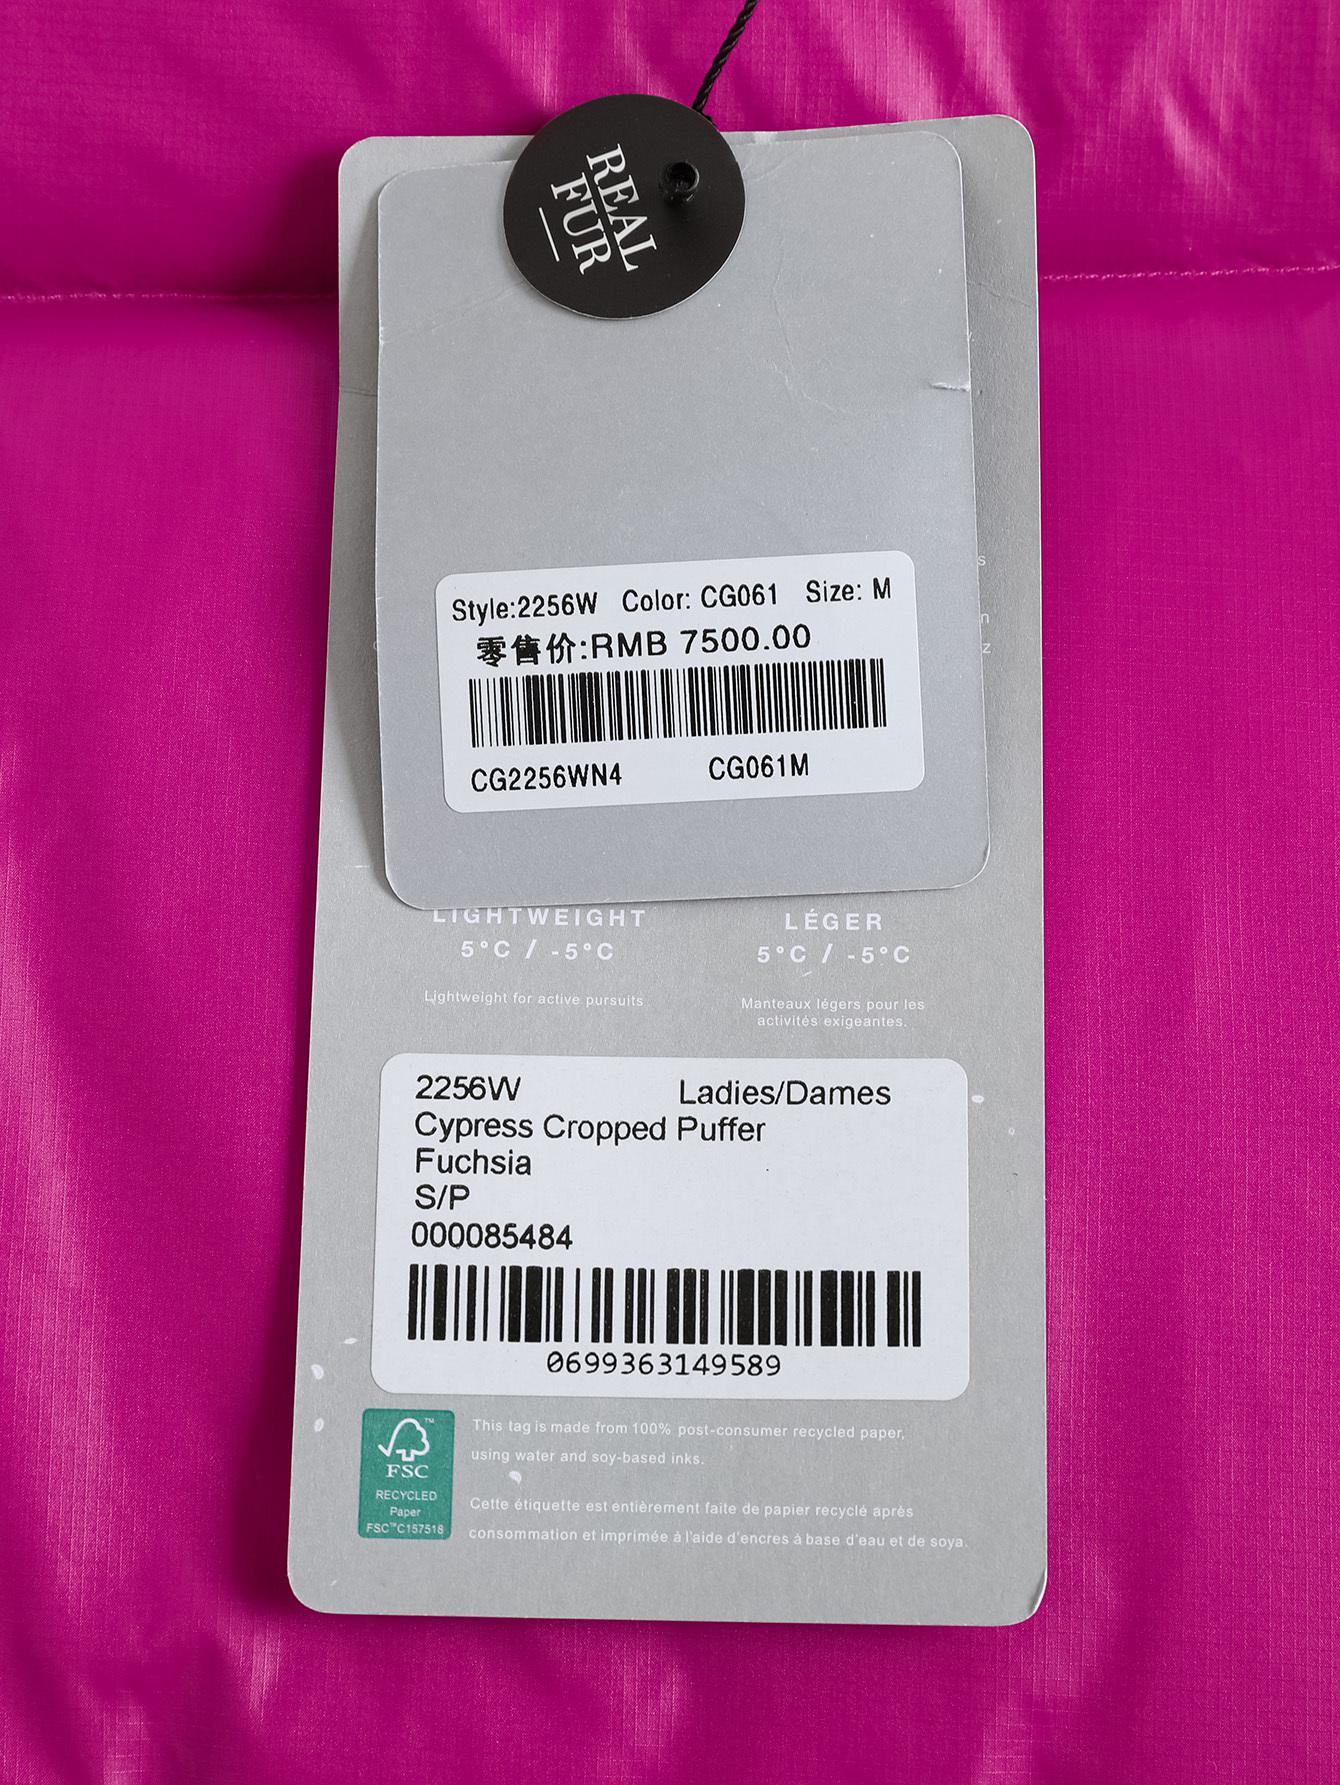 REAL
FUR
Style:2256W Color: CG061 Size: M
零售价:RMB 7500.00
CG2256WN4 CG061M
LIGHTWEIGHT LÉGER
5°C / -5°C 5°C / -5°C
Lightweight for active pursuits Manteaux légers pour les
activités exigeantes.
2256W Ladies/Dames
Cypress Cropped Puffer
Fuchsia
S/P
000085484
0699363149589
This tag is made from 100% post-consumer recycled paper,
using water and soy-based inks.
Cette étiquette est entièrement faite de papier recyclé après
consommation et imprimée à l'aide d'encres à base d'eau et de soya.
™
FSC
RECYCLED
Paper
FSC™C157518